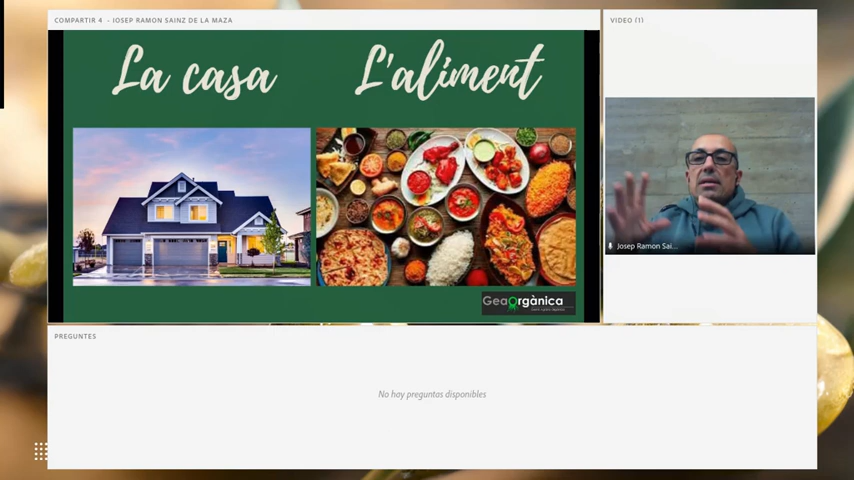 COMPARTIR 4 - JOSEP RAMON SAINZ DE LA MAZA
VIDEO (1)
La casa
L'aliment
Josep Ramon Sai...
GeaOrgànica
PREGUNTES
No hay preguntas disponibles